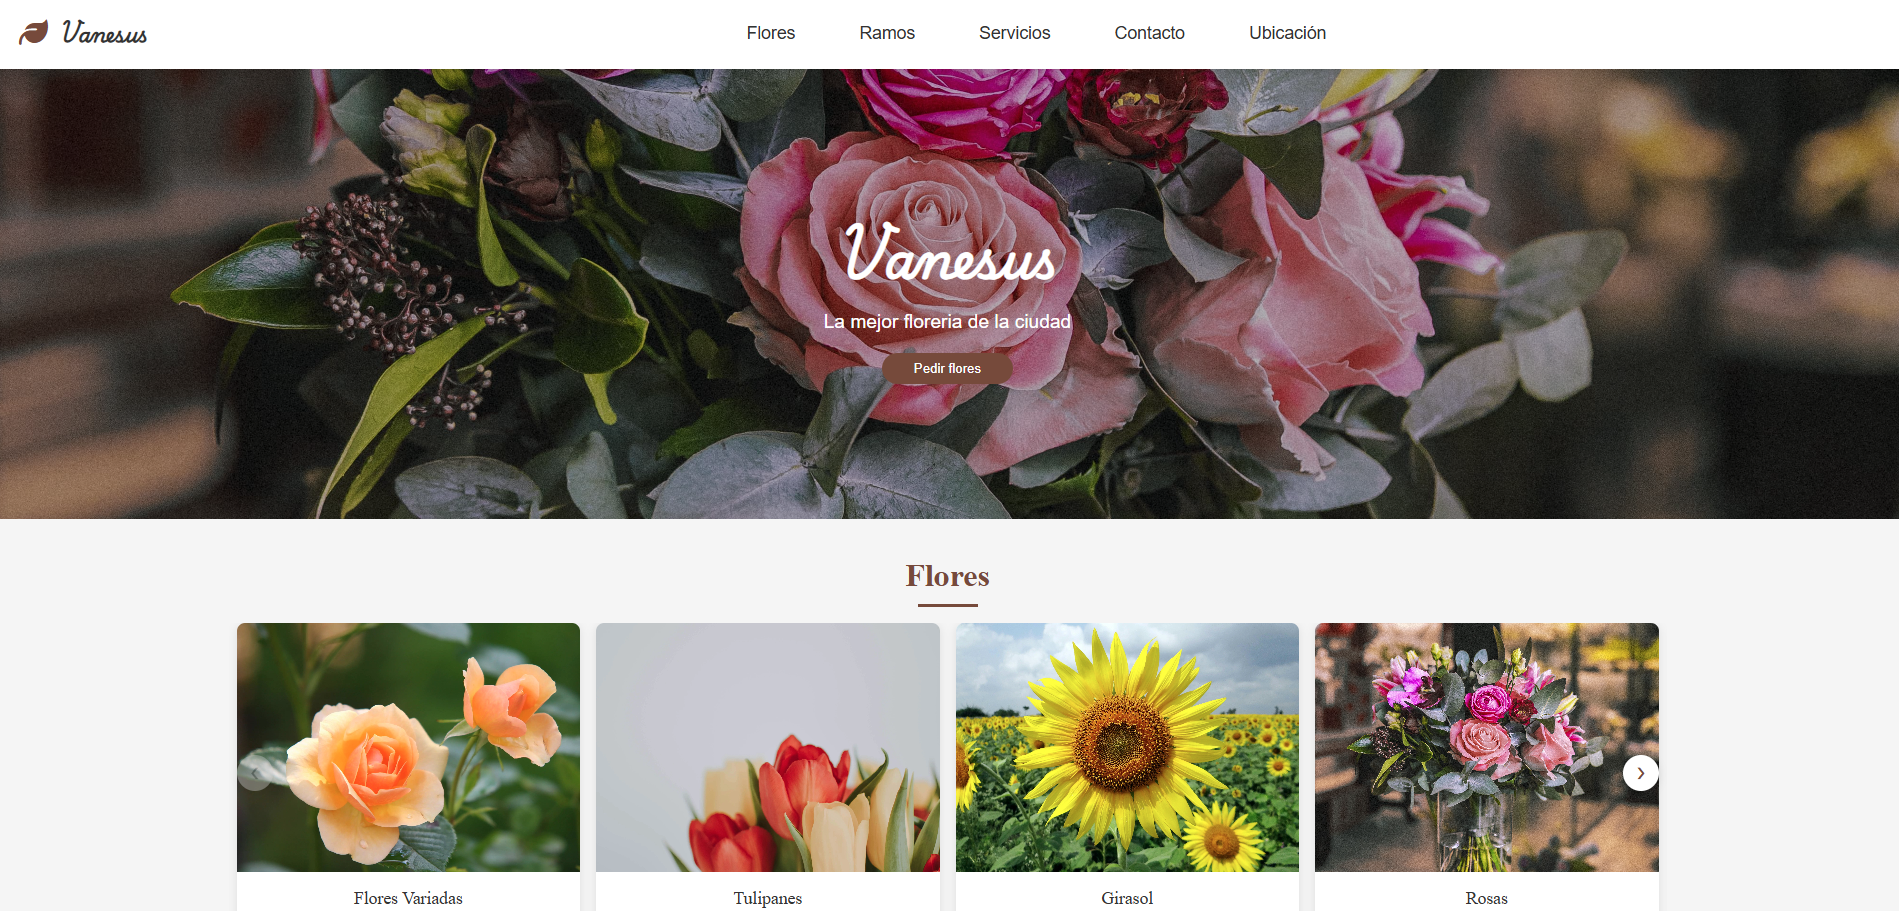 Vanesus
Flores Ramos Servicios Contacto Ubicación
Vanesus
La mejor floreria de la ciudad
Pedir flores
Flores
Flores Variadas
Tulipanes
Girasol
Rosas